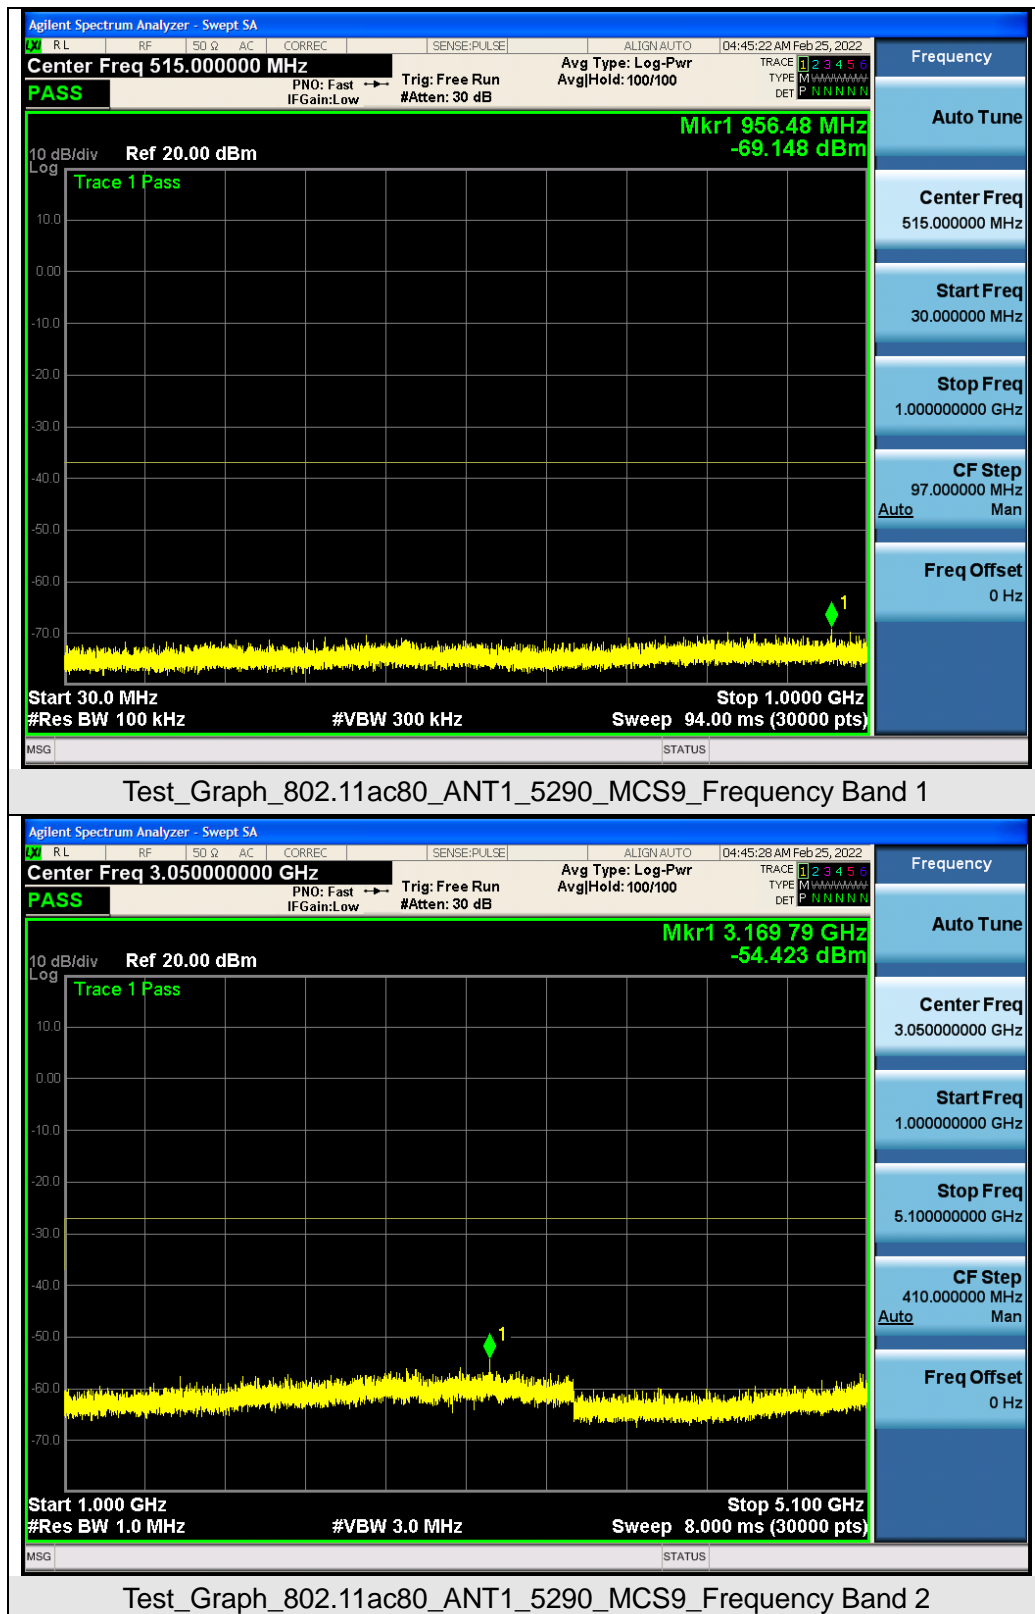 Agilent Spectrum Analyzer - Swept SA
LXI RL RF 50 Ω AC CORREC SENSE:PULSE ALIGN AUTO 04:45:22 AM Feb 25, 2022
Center Freq 515.000000 MHz
PASS
PNO: Fast
IFGain:Low
Trig: Free Run
#Atten: 30 dB
Avg Type: Log-Pwr
Avg|Hold: 100/100
TRACE 1 2 3 4 5 6
TYPE M WWWWW
DET P N N N N N
Mkr1 956.48 MHz
-69.148 dBm
10 dB/div Ref 20.00 dBm
Log
Trace 1 Pass
10.0
0.00
-10.0
-20.0
-30.0
-40.0
-50.0
-60.0
-70.0
1
Start 30.0 MHz Stop 1.0000 GHz
#Res BW 100 kHz #VBW 300 kHz Sweep 94.00 ms (30000 pts)
MSG STATUS
Frequency
Auto Tune
Center Freq
515.000000 MHz
Start Freq
30.000000 MHz
Stop Freq
1.000000000 GHz
CF Step
97.000000 MHz
Auto Man
Freq Offset
0 Hz
Test_Graph_802.11ac80_ANT1_5290_MCS9_Frequency Band 1
Agilent Spectrum Analyzer - Swept SA
LXI RL RF 50 Ω AC CORREC SENSE:PULSE ALIGN AUTO 04:45:28 AM Feb 25, 2022
Center Freq 3.050000000 GHz
PASS
PNO: Fast
IFGain:Low
Trig: Free Run
#Atten: 30 dB
Avg Type: Log-Pwr
Avg|Hold: 100/100
TRACE 1 2 3 4 5 6
TYPE M WWWWW
DET P N N N N N
Mkr1 3.169 79 GHz
-54.423 dBm
10 dB/div Ref 20.00 dBm
Log
Trace 1 Pass
10.0
0.00
-10.0
-20.0
-30.0
-40.0
-50.0
-60.0
-70.0
1
Start 1.000 GHz Stop 5.100 GHz
#Res BW 1.0 MHz #VBW 3.0 MHz Sweep 8.000 ms (30000 pts)
MSG STATUS
Frequency
Auto Tune
Center Freq
3.050000000 GHz
Start Freq
1.000000000 GHz
Stop Freq
5.100000000 GHz
CF Step
410.000000 MHz
Auto Man
Freq Offset
0 Hz
Test_Graph_802.11ac80_ANT1_5290_MCS9_Frequency Band 2